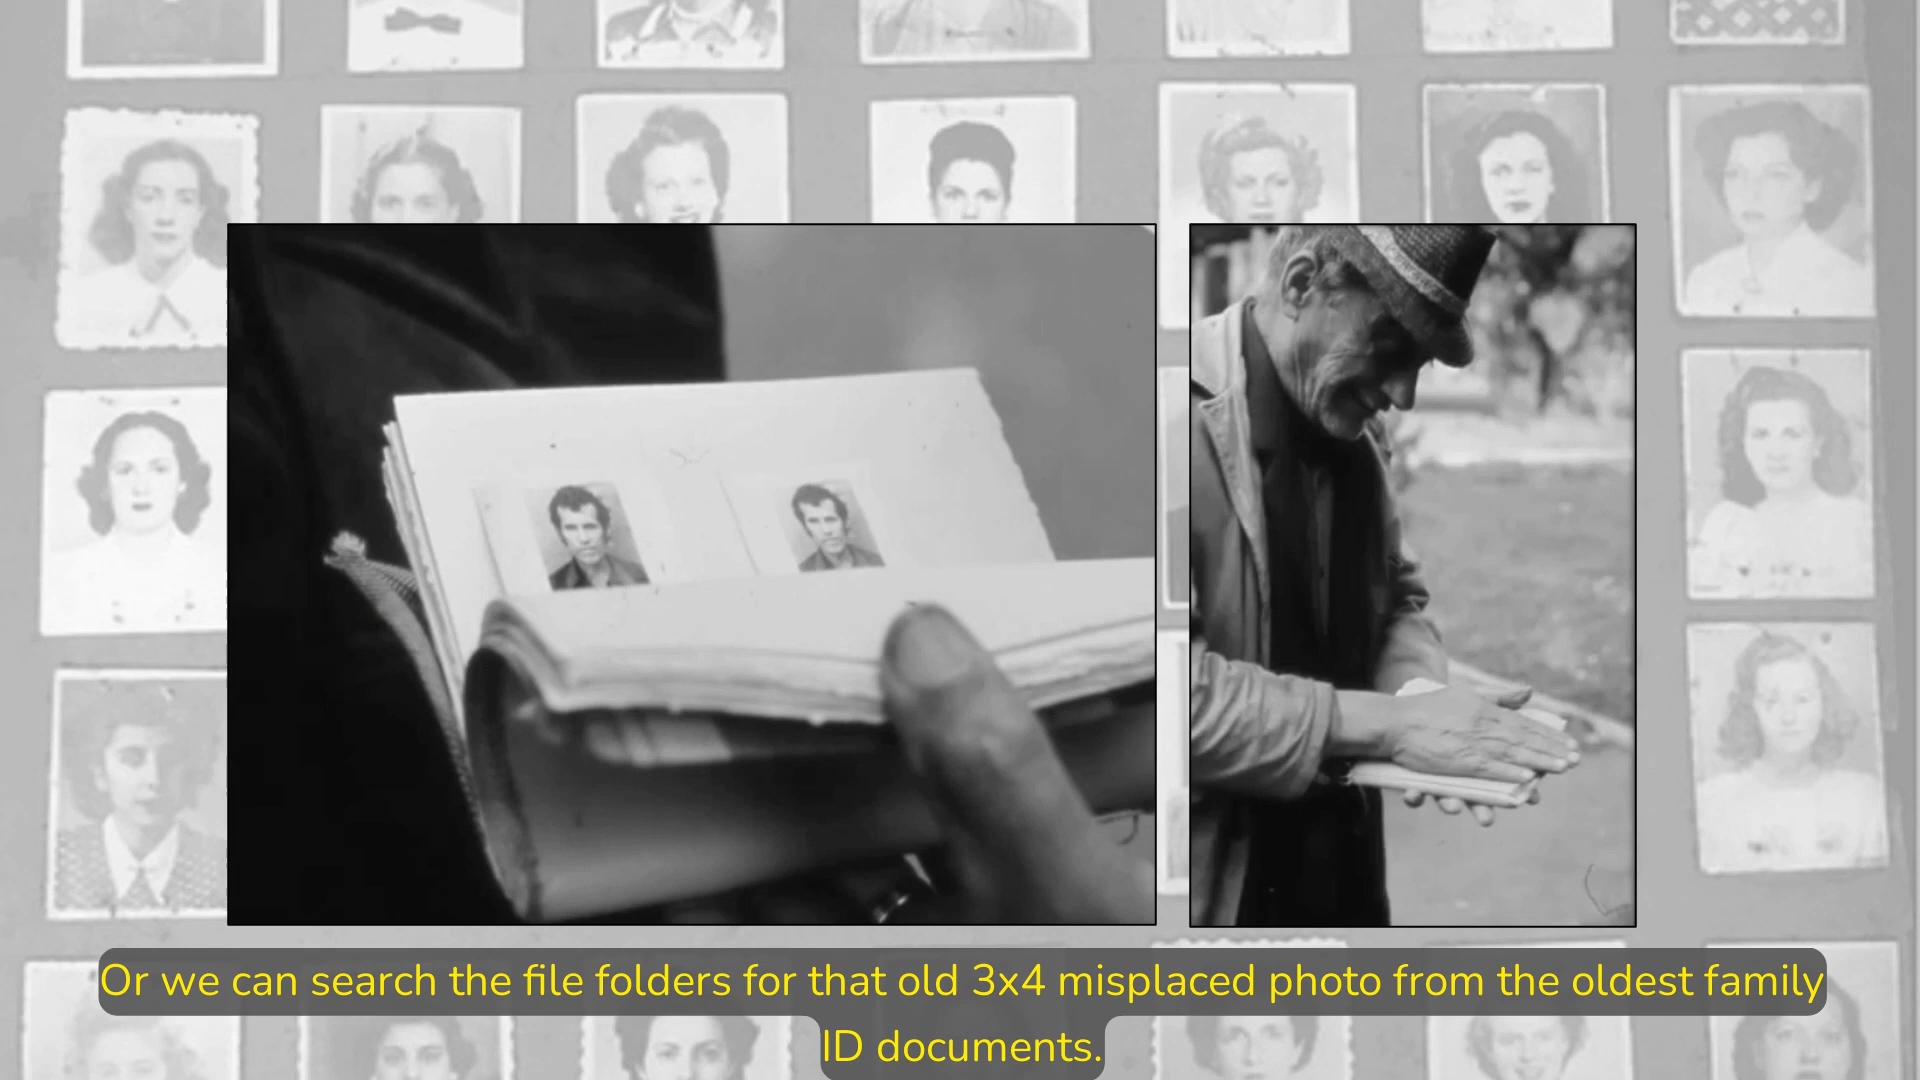 Or we can search the file folders for that old 3x4 misplaced photo from the oldest family
ID documents.